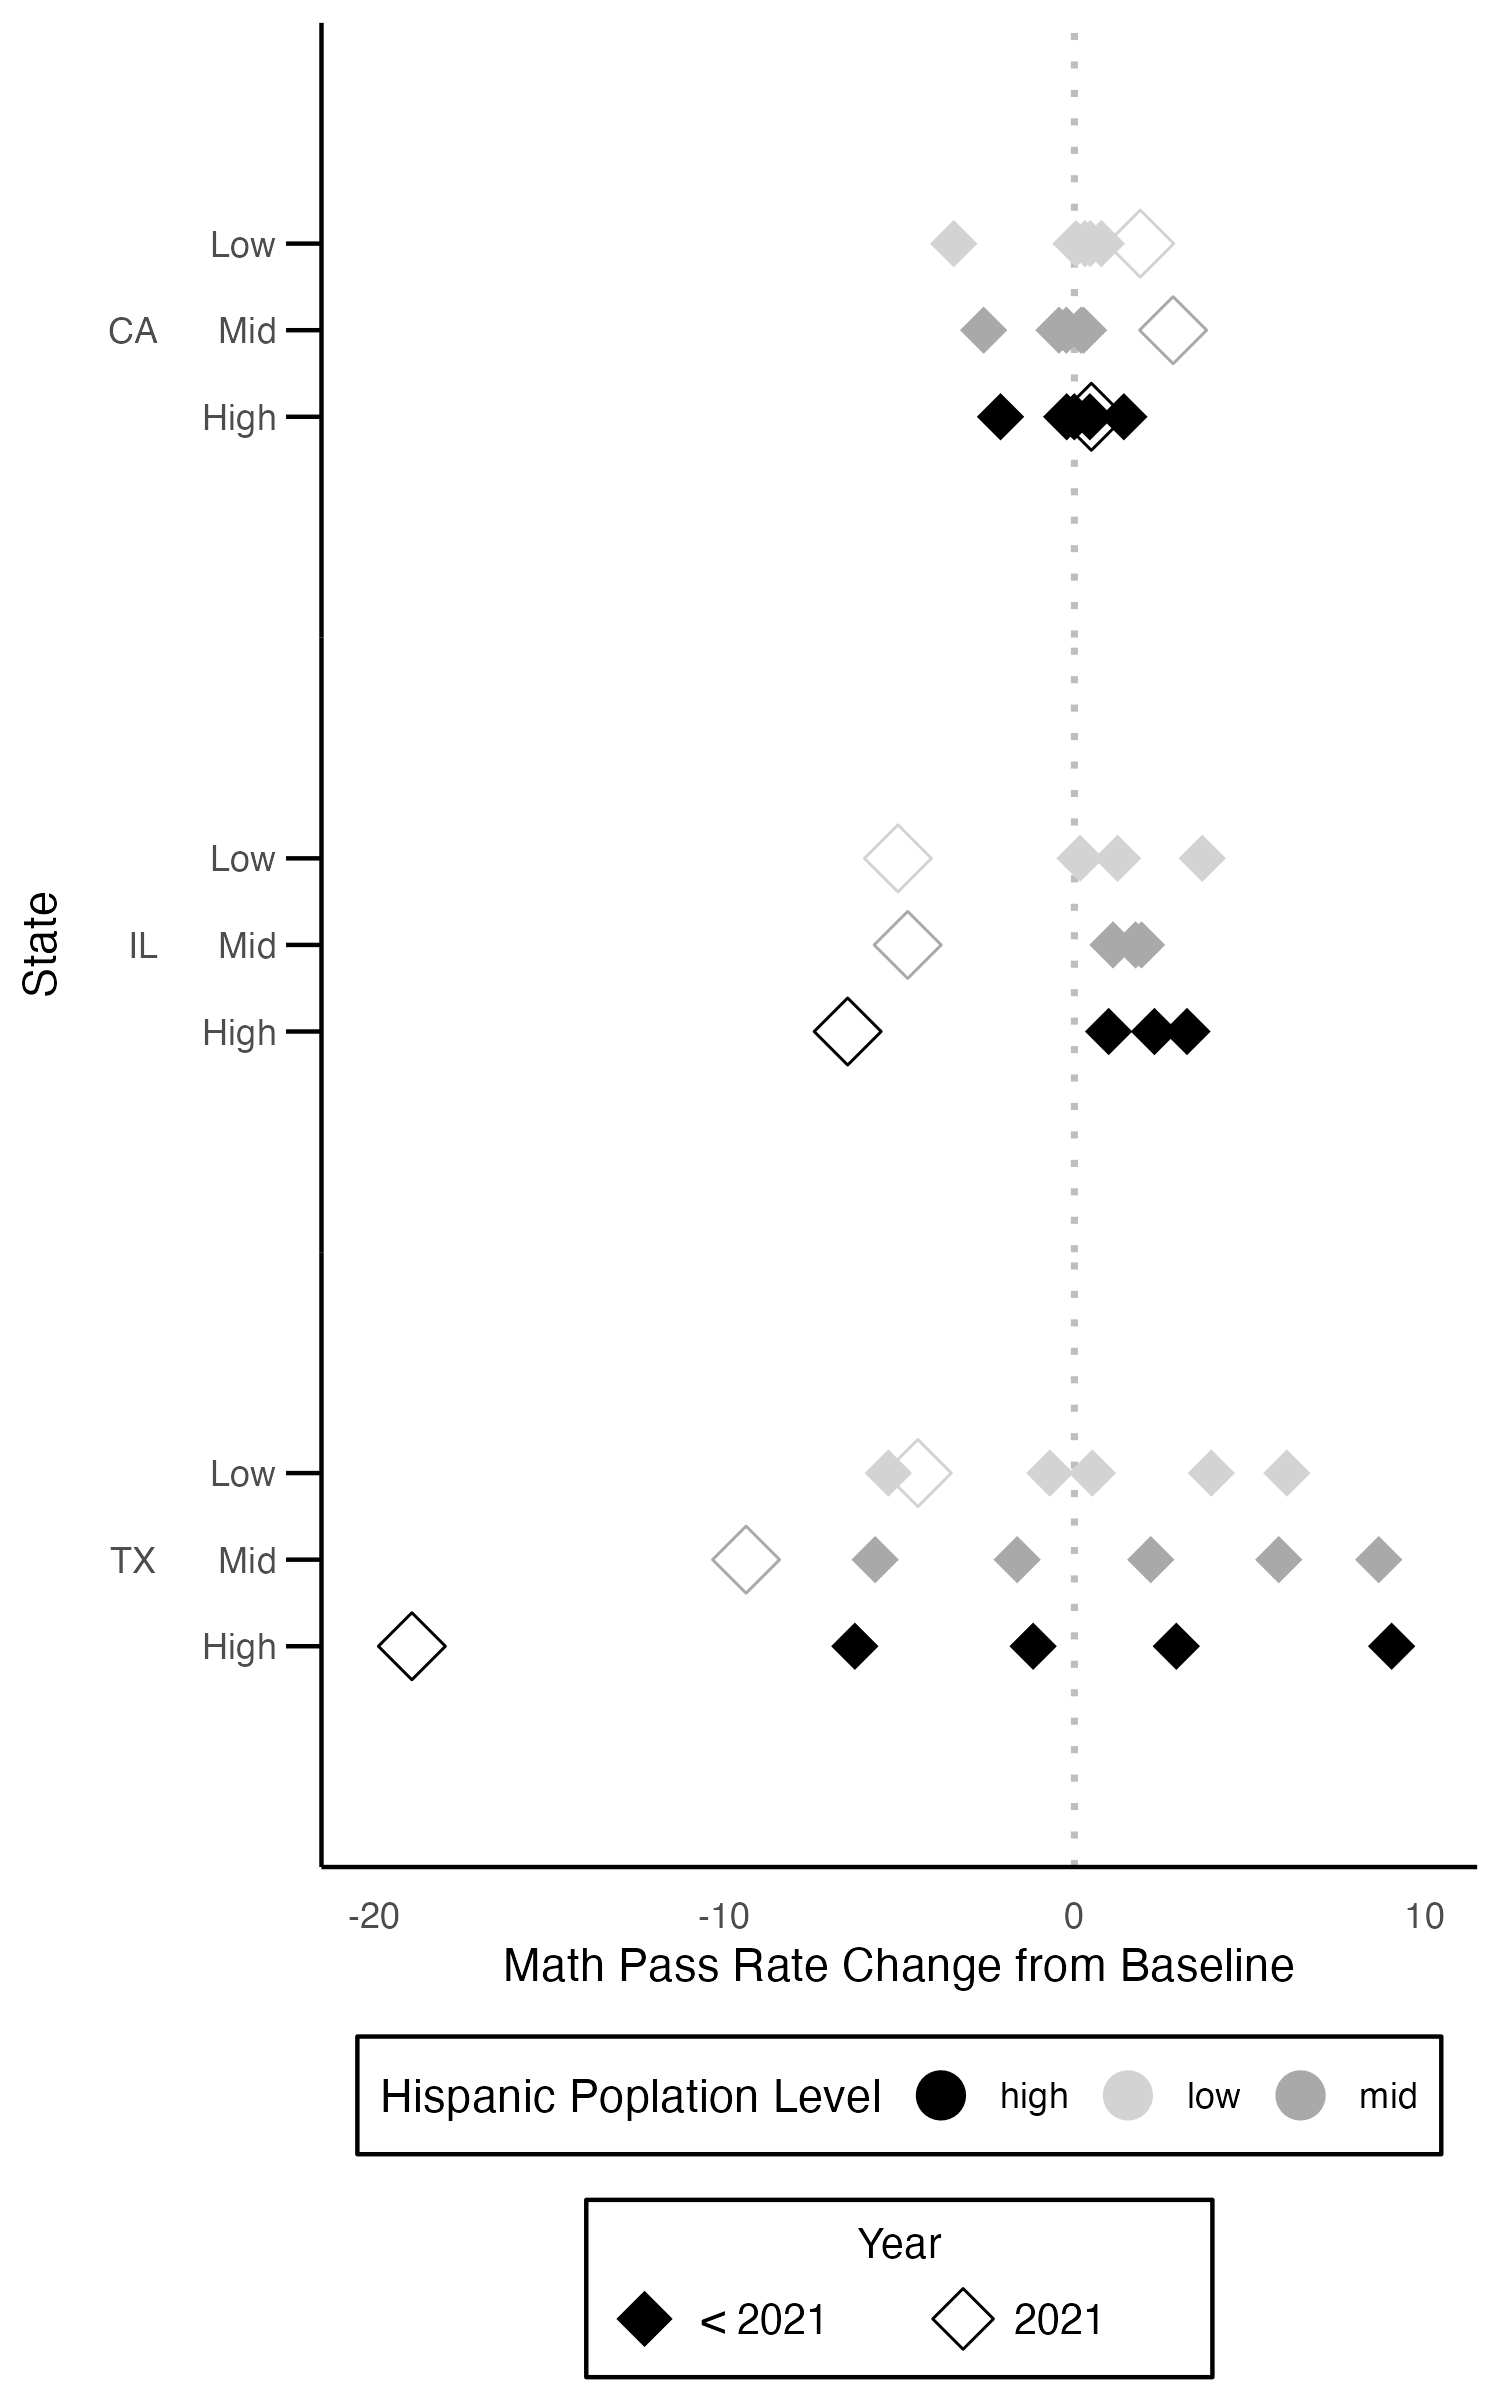 Low
CA Mid
High
Low
State
IL Mid
High
Low
TX Mid
High
-20 -10 0 10
Math Pass Rate Change from Baseline
Hispanic Poplation Level high low mid
Year
< 2021 2021